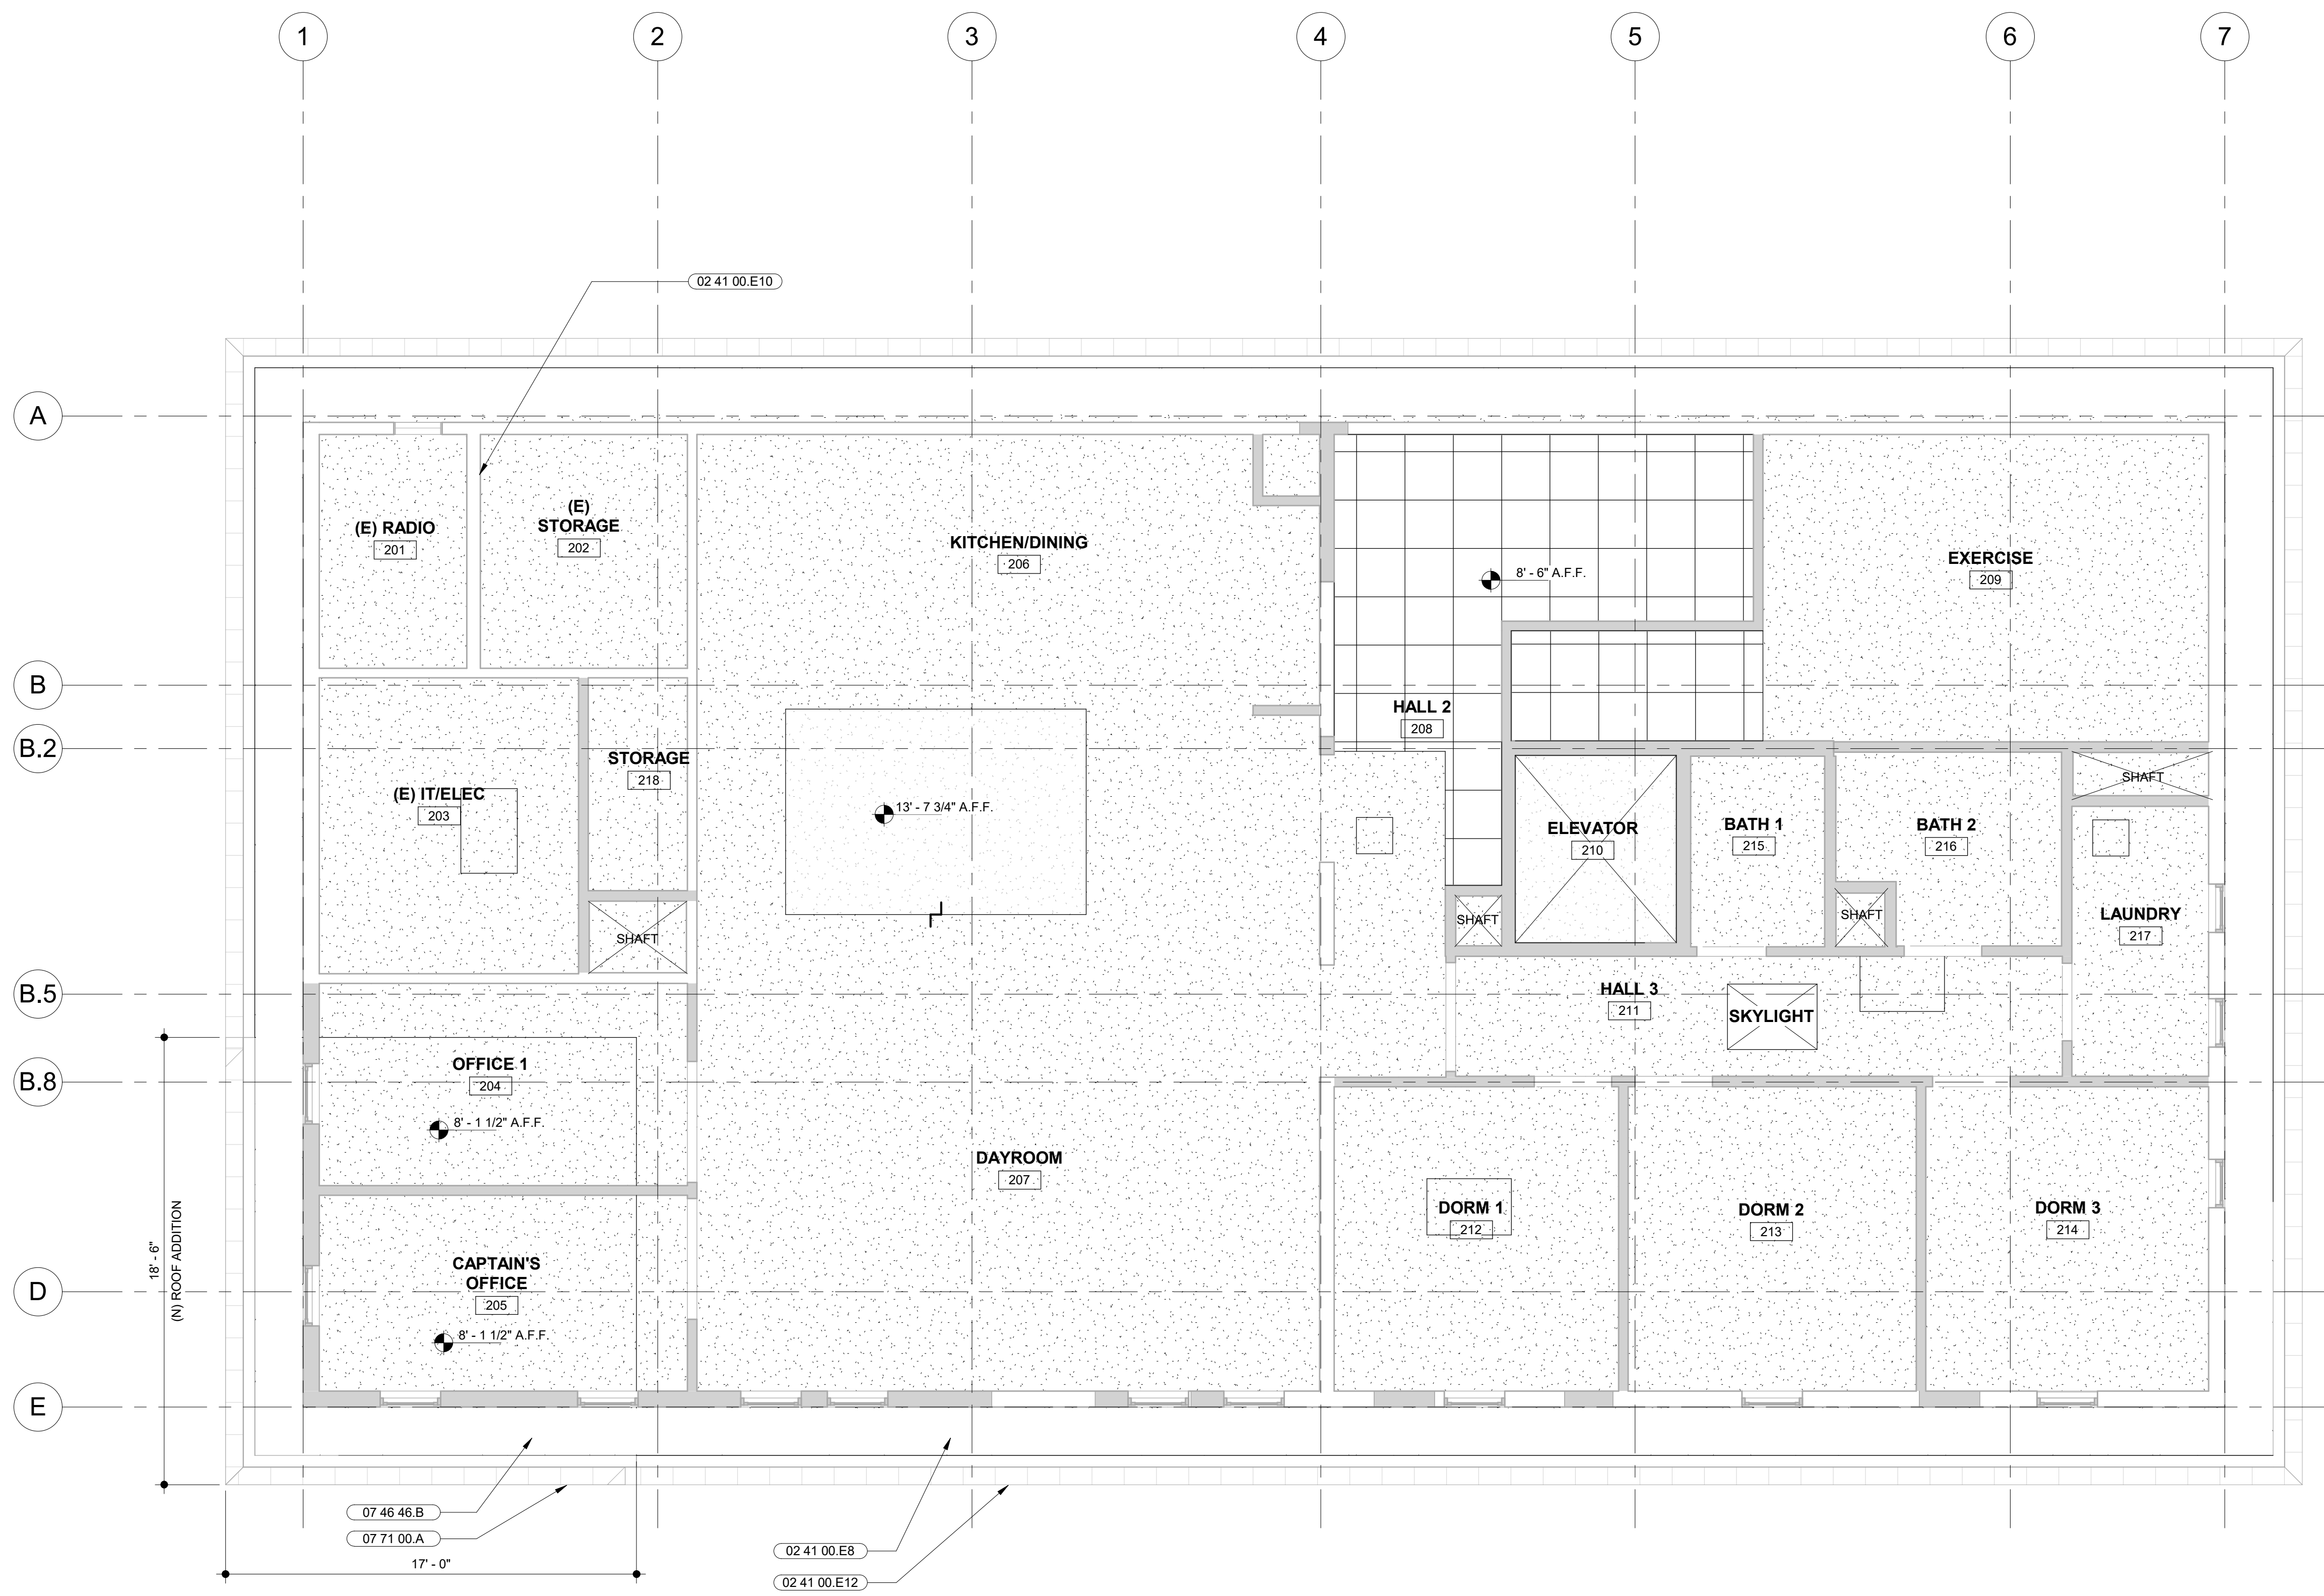 1
2
3
4
5
6
7
02 41 00.E10
A
(E)
(E) RADIO
STORAGE
201
202
KITCHEN/DINING
206
EXERCISE
209
8' - 6" A.F.F.
B
HALL 2
208
B.2
STORAGE
218
SHAFT
(E) IT/ELEC
203
13' - 7 3/4" A.F.F.
ELEVATOR
210
BATH 1
215
BATH 2
216
SHAFT
SHAFT
SHAFT
LAUNDRY
217
B.5
HALL 3
211
SKYLIGHT
OFFICE 1
204
B.8
8' - 1 1/2" A.F.F.
DAYROOM
207
DORM 1
212
DORM 2
213
DORM 3
214
18' - 6"
(N) ROOF ADDITION
CAPTAIN'S
OFFICE
205
D
8' - 1 1/2" A.F.F.
E
07 46 46.B
07 71 00.A
17' - 0"
02 41 00.E8
02 41 00.E12